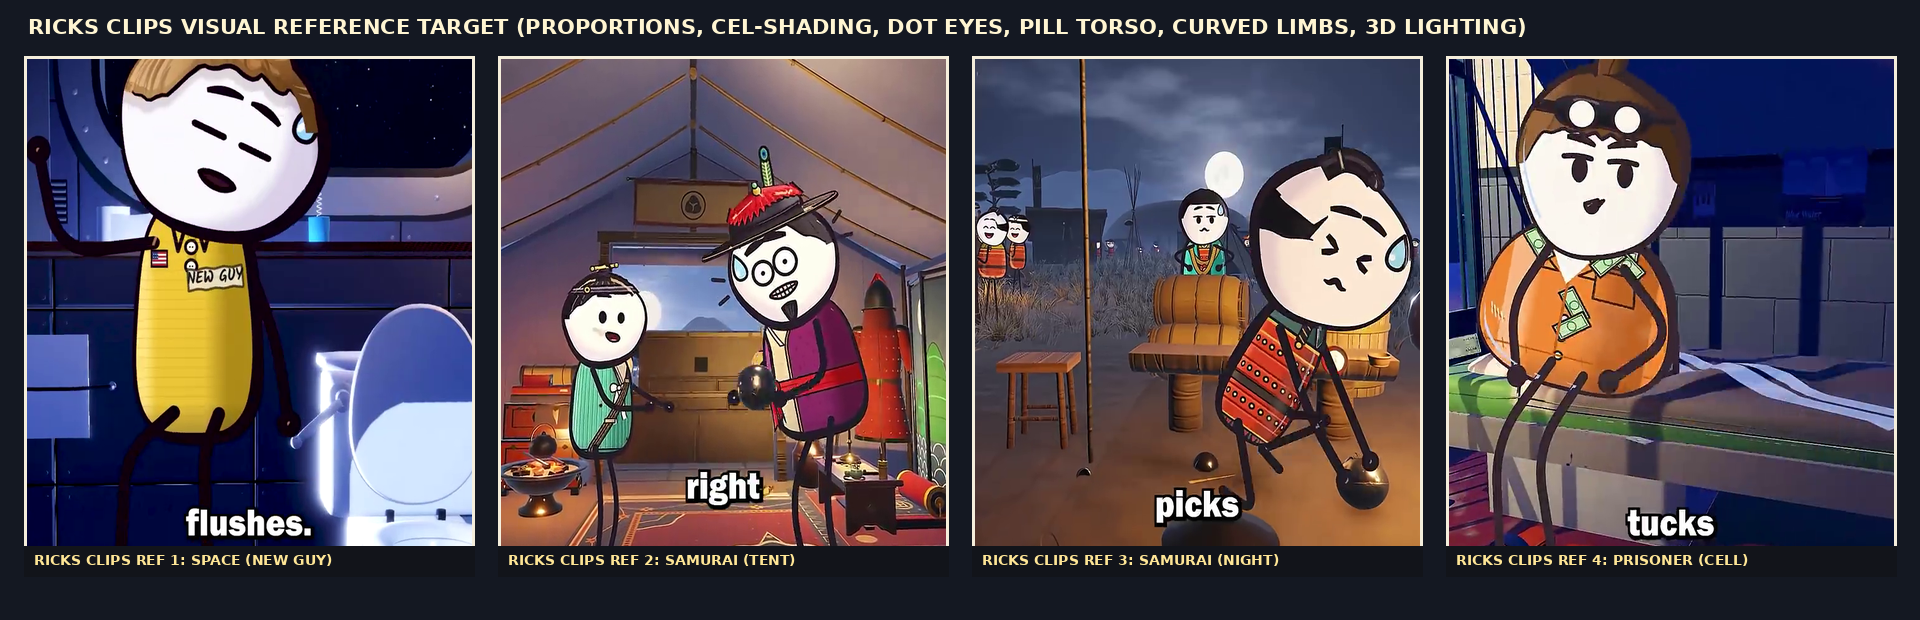 RICKS CLIPS VISUAL REFERENCE TARGET (PROPORTIONS, CEL-SHADING, DOT EYES, PILL TORSO, CURVED LIMBS, 3D LIGHTING)
NEW GUY
flushes.
right
picks
tucks
RICKS CLIPS REF 1: SPACE (NEW GUY)
RICKS CLIPS REF 2: SAMURAI (TENT)
RICKS CLIPS REF 3: SAMURAI (NIGHT)
RICKS CLIPS REF 4: PRISONER (CELL)